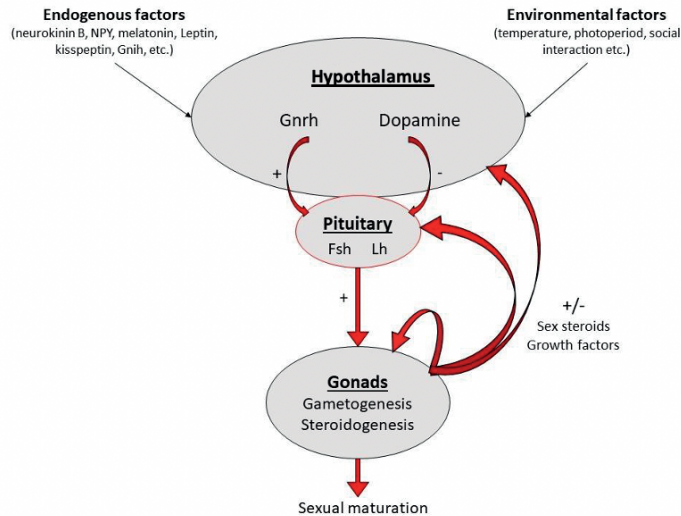 Endogenous factors
(neurokinin B, NPY, melatonin, Leptin,
kisspeptin, Gnih, etc.)
Environmental factors
(temperature, photoperiod, social
interaction etc.)
Hypothalamus
Gnrh Dopamine
+ -
Pituitary
Fsh Lh
+
+/-
Sex steroids
Growth factors
Gonads
Gametogenesis
Steroidogenesis
Sexual maturation